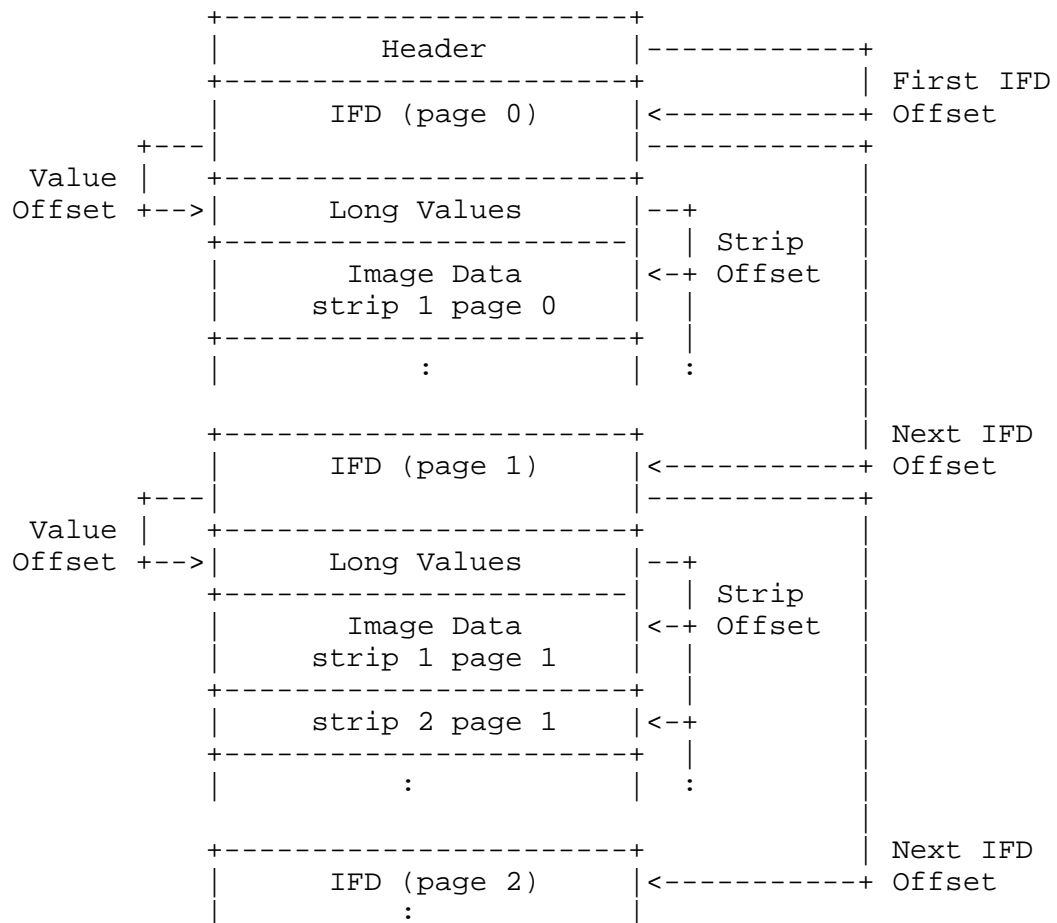 +-----------------------+
            |         Header        |------------+
            +-----------------------+            | First IFD
            |      IFD (page 0)     |<-----------+ Offset
        +---|                       |------------+
  Value |   +-----------------------+            |
 Offset +-->|      Long Values      |--+         |
            +-----------------------|  | Strip   |
            |       Image Data      |<-+ Offset  |
            |     strip 1 page 0    |  |         |
            +-----------------------+  |         |
            |           :           |  :         |
                                                 |
            +-----------------------+            | Next IFD
            |      IFD (page 1)     |<-----------+ Offset
        +---|                       |------------+
  Value |   +-----------------------+            |
 Offset +-->|      Long Values      |--+         |
            +-----------------------|  | Strip   |
            |       Image Data      |<-+ Offset  |
            |     strip 1 page 1    |  |         |
            +-----------------------+  |         |
            |     strip 2 page 1    |<-+         |
            +-----------------------+  |         |
            |          :            |  :         |
                                                 |
            +-----------------------+            | Next IFD
            |      IFD (page 2)     |<-----------+ Offset
            |          :            |